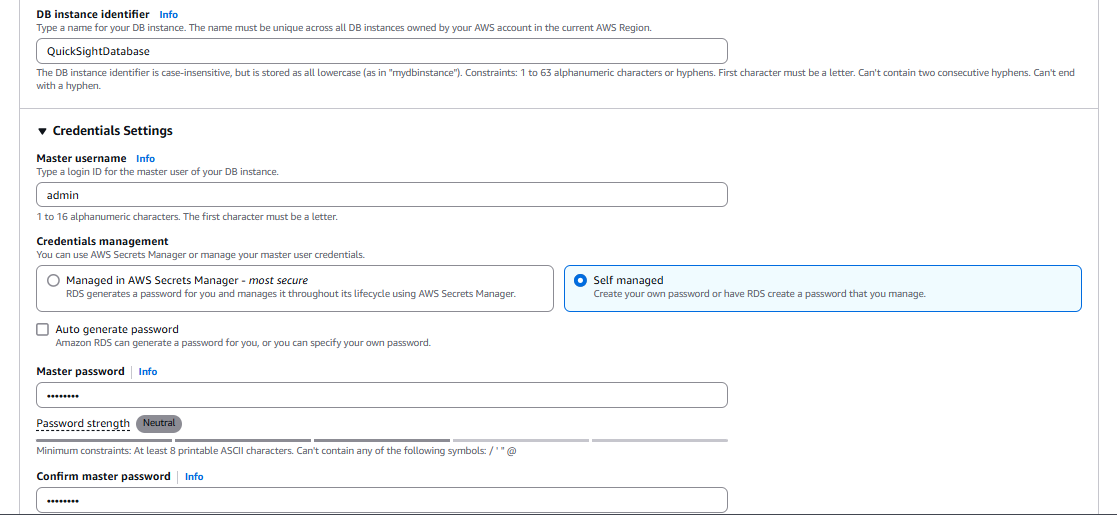 DB instance identifier Info
Type a name for your DB instance. The name must be unique across all DB instances owned by your AWS account in the current AWS Region.
QuickSightDatabase
The DB instance identifier is case-insensitive, but is stored as all lowercase (as in "mydbinstance"). Constraints: 1 to 63 alphanumeric characters or hyphens. First character must be a letter. Can't contain two consecutive hyphens. Can't end
with a hyphen.
Credentials Settings
Master username Info
Type a login ID for the master user of your DB instance.
admin
1 to 16 alphanumeric characters. The first character must be a letter.
Credentials management
You can use AWS Secrets Manager or manage your master user credentials.
Managed in AWS Secrets Manager - most secure
RDS generates a password for you and manages it throughout its lifecycle using AWS Secrets Manager.
Self managed
Create your own password or have RDS create a password that you manage.
Auto generate password
Amazon RDS can generate a password for you, or you can specify your own password.
Master password Info
••••••••
Password strength Neutral
Minimum constraints: At least 8 printable ASCII characters. Can't contain any of the following symbols: / ' " @
Confirm master password Info
••••••••